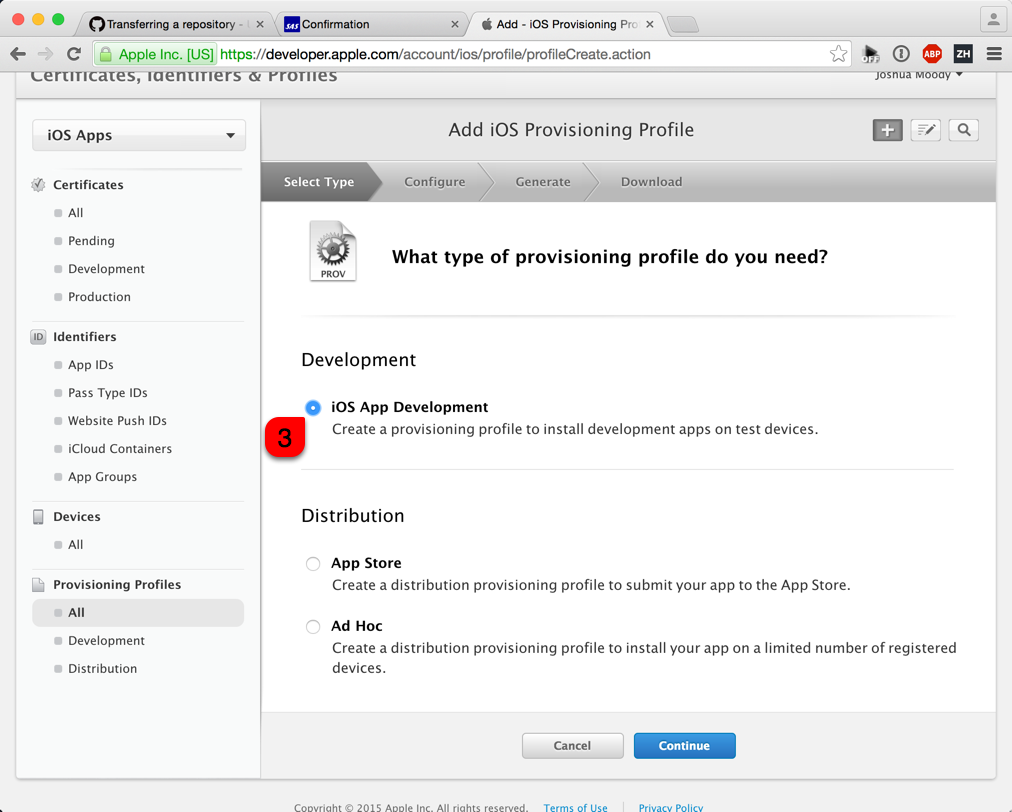 Transferring a repository -
SAS Confirmation
Add - iOS Provisioning Pro
Apple Inc. [US] https://developer.apple.com/account/ios/profile/profileCreate.action
OFF
ABP
ZH
Certificates, Identifiers & Profiles
Joshua Moody
iOS Apps
Add iOS Provisioning Profile
Select Type
Configure
Generate
Download
Certificates
All
Pending
Development
Production
ID
Identifiers
App IDs
Pass Type IDs
Website Push IDs
iCloud Containers
App Groups
Devices
All
Provisioning Profiles
All
Development
Distribution
PROV
What type of provisioning profile do you need?
Development
iOS App Development
3
Create a provisioning profile to install development apps on test devices.
Distribution
App Store
Create a distribution provisioning profile to submit your app to the App Store.
Ad Hoc
Create a distribution provisioning profile to install your app on a limited number of registered
devices.
Cancel
Continue
Copyright © 2015 Apple Inc. All rights reserved.
Terms of Use
Privacy Policy